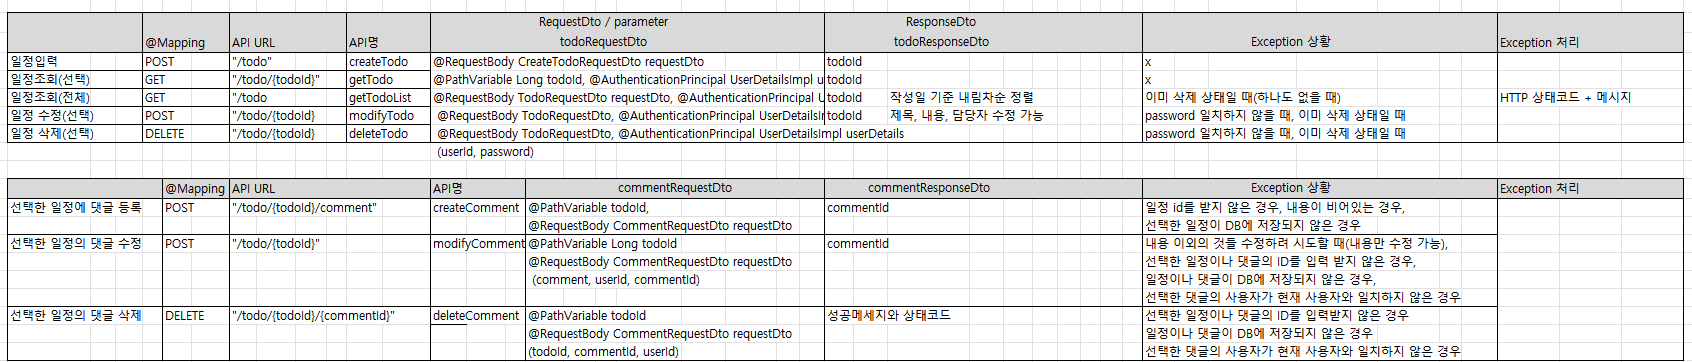 RequestDto / parameter ResponseDto
@Mapping API URL API명 todoRequestDto todoResponseDto Exception 상황 Exception 처리
일정입력 POST "/todo" createTodo @RequestBody CreateTodoRequestDto requestDto todoId x
일정조회(선택) GET "/todo/{todoId}" getTodo @PathVariable Long todoId, @AuthenticationPrincipal UserDetailsImpl u todoId x
일정조회(전체) GET "/todo getTodoList @RequestBody TodoRequestDto requestDto, @AuthenticationPrincipal U todoId 작성일 기준 내림차순 정렬 이미 삭제 상태일 때(하나도 없을 때) HTTP 상태코드 + 메시지
일정 수정(선택) POST "/todo/{todoId} modifyTodo @RequestBody TodoRequestDto, @AuthenticationPrincipal UserDetailsIm todoId 제목, 내용, 담당자 수정 가능 password 일치하지 않을 때, 이미 삭제 상태일 때
일정 삭제(선택) DELETE "/todo/{todoId} deleteTodo @RequestBody TodoRequestDto, @AuthenticationPrincipal UserDetailsImpl userDetails password 일치하지 않을 때, 이미 삭제 상태일 때
(userId, password)
@Mapping API URL API명 commentRequestDto commentResponseDto Exception 상황 Exception 처리
선택한 일정에 댓글 등록 POST "/todo/{todoId}/comment" createComment @PathVariable todoId, commentId 일정 id를 받지 않은 경우, 내용이 비어있는 경우,
@RequestBody CommentRequestDto requestDto 선택한 일정이 DB에 저장되지 않은 경우
선택한 일정의 댓글 수정 POST "/todo/{todoId}" modifyComment @PathVariable Long todoId commentId 내용 이외의 것들 수정하려 시도할 때(내용만 수정 가능),
@RequestBody CommentRequestDto requestDto 선택한 일정이나 댓글의 ID를 입력 받지 않은 경우,
(comment, userId, commentId) 일정이나 댓글이 DB에 저장되지 않은 경우,
선택한 댓글의 사용자가 현재 사용자와 일치하지 않은 경우
선택한 일정의 댓글 삭제 DELETE "/todo/{todoId}/{commentId}" deleteComment @PathVariable todoId 성공메세지와 상태코드 선택한 일정이나 댓글의 ID를 입력받지 않은 경우
@RequestBody CommentRequestDto requestDto 일정이나 댓글이 DB에 저장되지 않은 경우
(todoId, commentId, userId) 선택한 댓글의 사용자가 현재 사용자와 일치하지 않은 경우